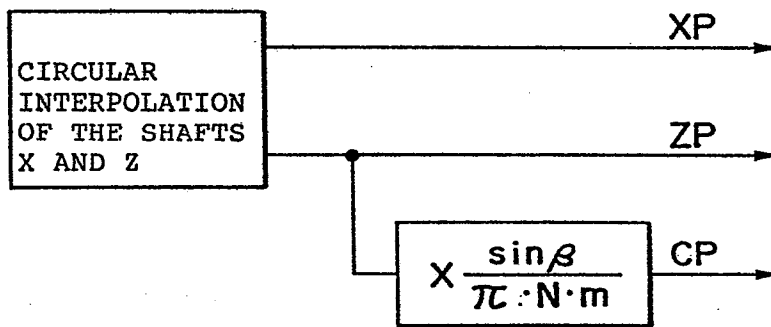 XP
CIRCULAR
INTERPOLATION
OF THE SHAFTS
X AND Z
ZP
× sinβ / π·N·m
CP